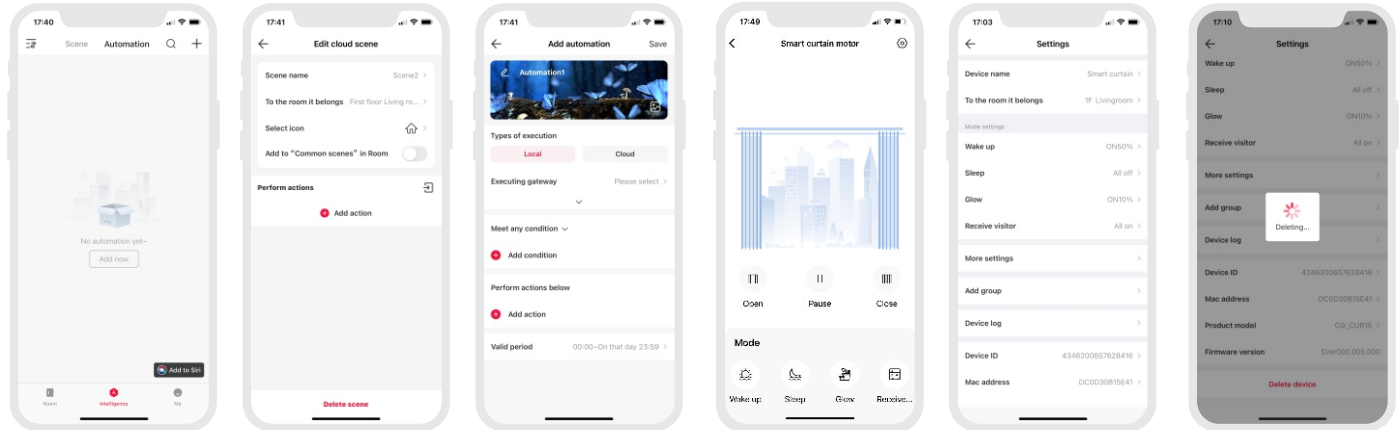 17:40
Scene Automation
No automation yet~
Add now
Add to Siri
Room Intelligence Me
17:41
Edit cloud scene
Scene name Scene2
To the room it belongs First floor Living ro...
Select icon
Add to "Common scenes" in Room
Perform actions
Add action
Delete scene
17:41
Add automation Save
Automation1
Types of execution
Local Cloud
Executing gateway Please select
Meet any condition
Add condition
Perform actions below
Add action
Valid period 00:00-On that day 23:59
17:49
Smart curtain motor
Open Pause Close
Mode
Wake up Sleep Glow Receive...
17:03
Settings
Device name Smart curtain
To the room it belongs 1F Livingroom
Mode settings
Wake up ON50%
Sleep All off
Glow ON10%
Receive visitor All on
More settings
Add group
Device log
Device ID 4346200657628416
Mac address DC0D30B15E41
17:10
Settings
Wake up ON50%
Sleep All off
Glow ON10%
Receive visitor All on
More settings
Add group
Deleting...
Device log
Device ID 4346200657628416
Mac address DC0D30B15E41
Product model CG_CUR15
Firmware version SVer000.005.000
Delete device